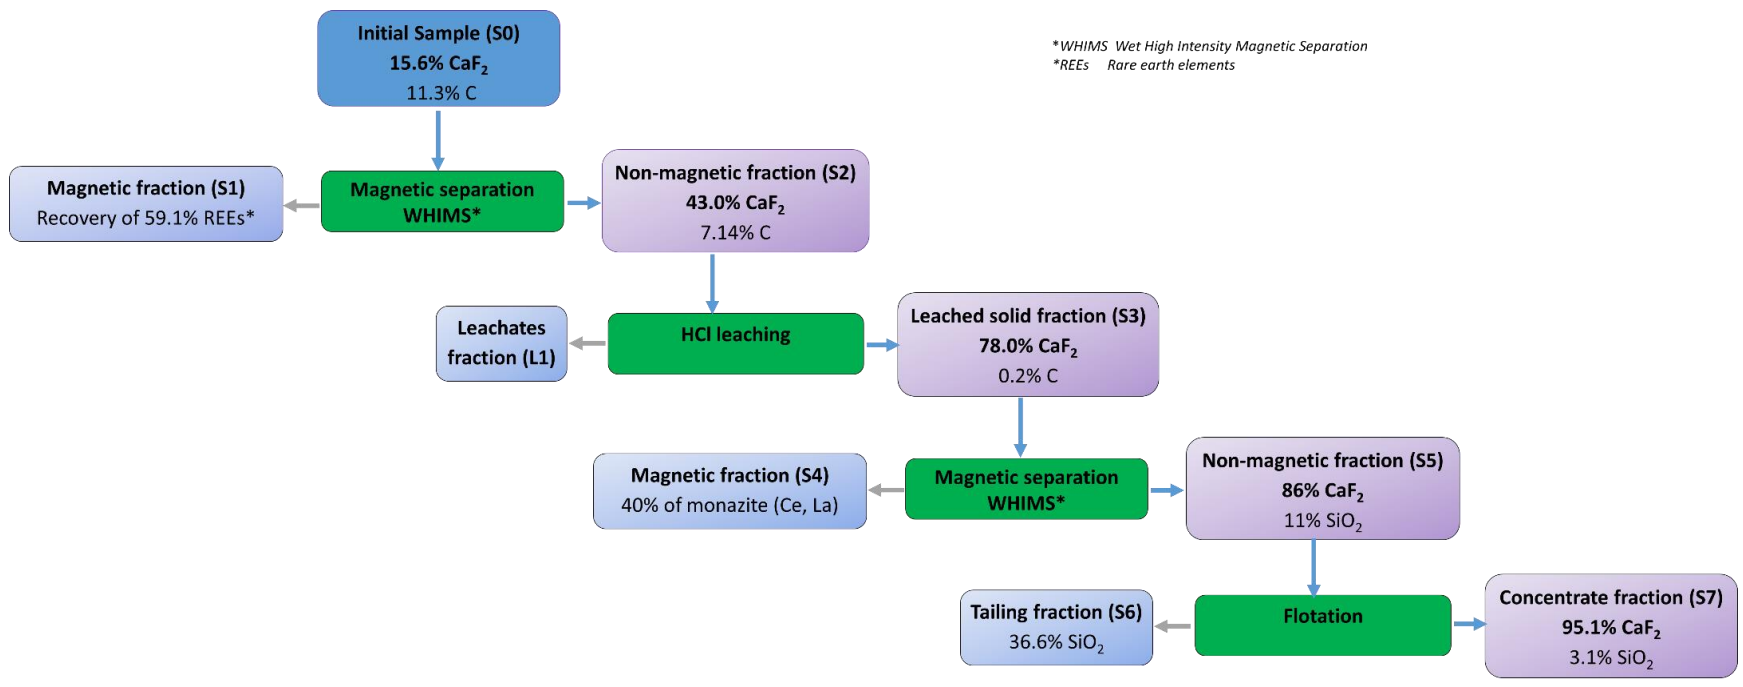 Initial Sample (S0)
15.6% CaF₂
11.3% C
*WHIMS Wet High Intensity Magnetic Separation
*REEs Rare earth elements
Magnetic fraction (S1)
Recovery of 59.1% REEs*
Magnetic separation
WHIMS*
Non-magnetic fraction (S2)
43.0% CaF₂
7.14% C
Leachates
fraction (L1)
HCl leaching
Leached solid fraction (S3)
78.0% CaF₂
0.2% C
Magnetic fraction (S4)
40% of monazite (Ce, La)
Magnetic separation
WHIMS*
Non-magnetic fraction (S5)
86% CaF₂
11% SiO₂
Tailing fraction (S6)
36.6% SiO₂
Flotation
Concentrate fraction (S7)
95.1% CaF₂
3.1% SiO₂